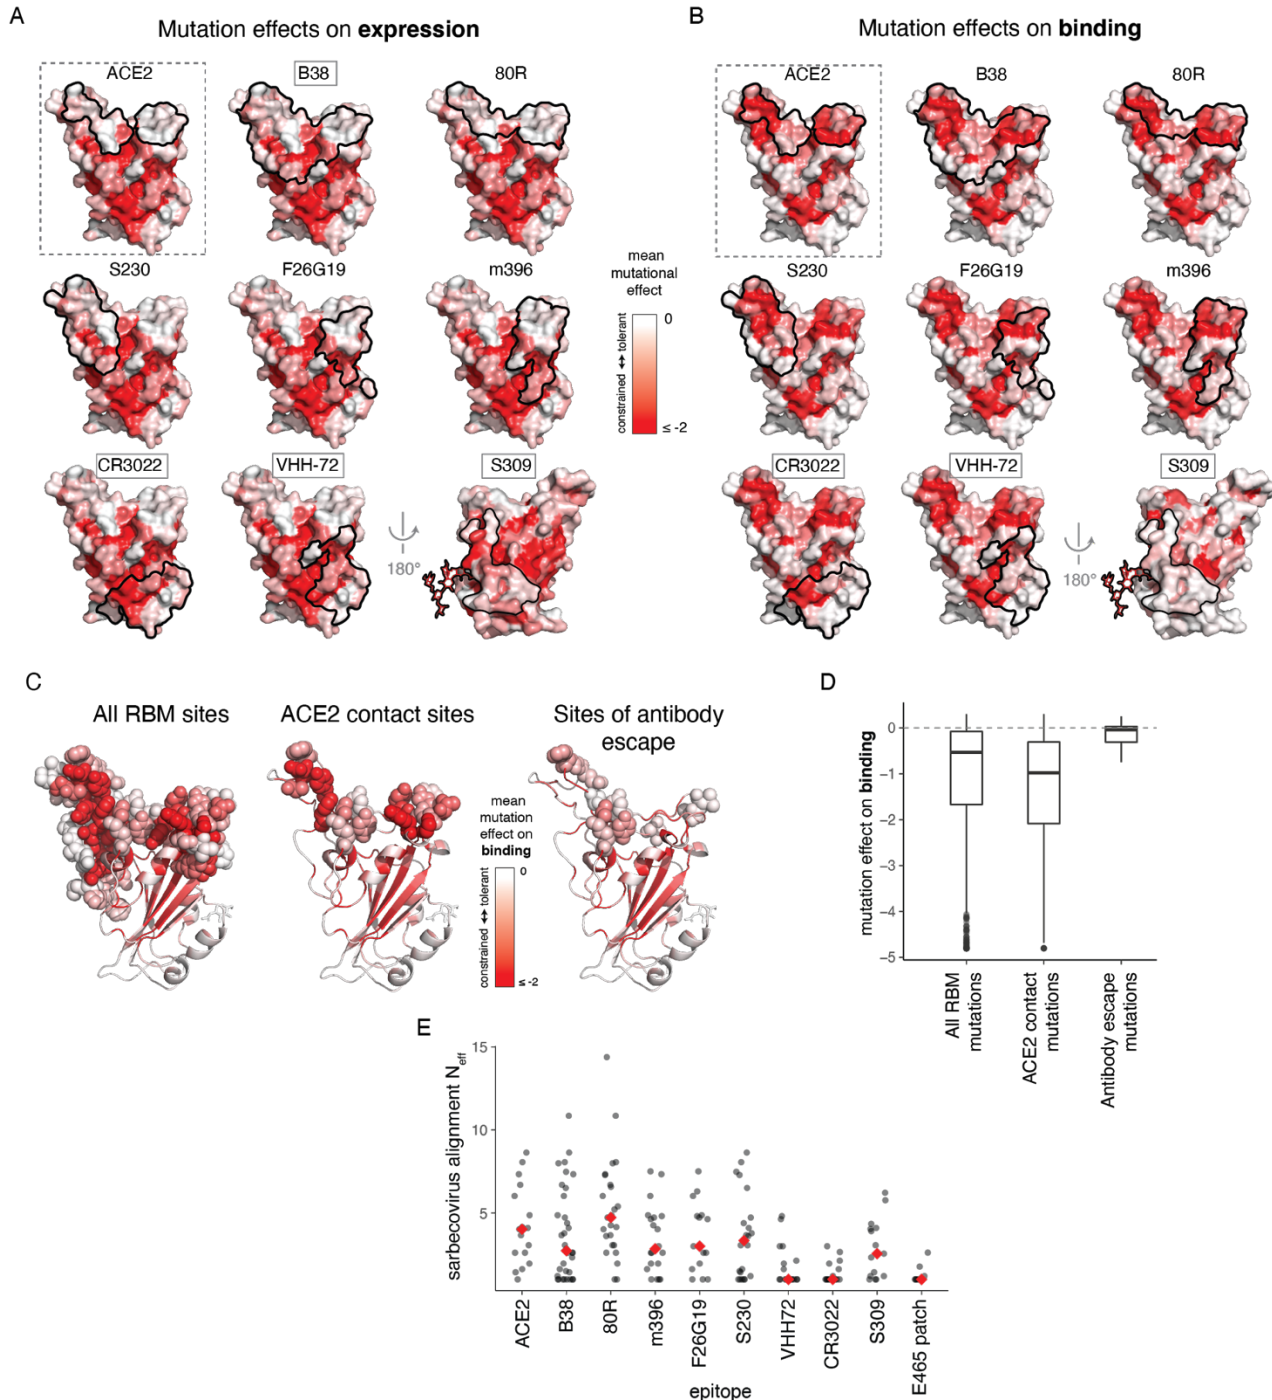 A
Mutation effects on expression
ACE2
B38
80R
S230
F26G19
m396
CR3022
VHH-72
S309
180°
mean
mutational
effect
0
≤ -2
constrained ↔ tolerant
B
Mutation effects on binding
ACE2
B38
80R
S230
F26G19
m396
CR3022
VHH-72
S309
180°
C
All RBM sites
ACE2 contact sites
Sites of antibody
escape
mean
mutation
effect on
binding
0
≤ -2
constrained ↔ tolerant
D
mutation effect on binding
0
−1
−2
−3
−4
−5
All RBM
mutations
ACE2 contact
mutations
Antibody escape
mutations
E
sarbecovirus alignment Neff
15
10
5
ACE2
B38
80R
m396
F26G19
S230
VHH72
CR3022
S309
E465 patch
epitope